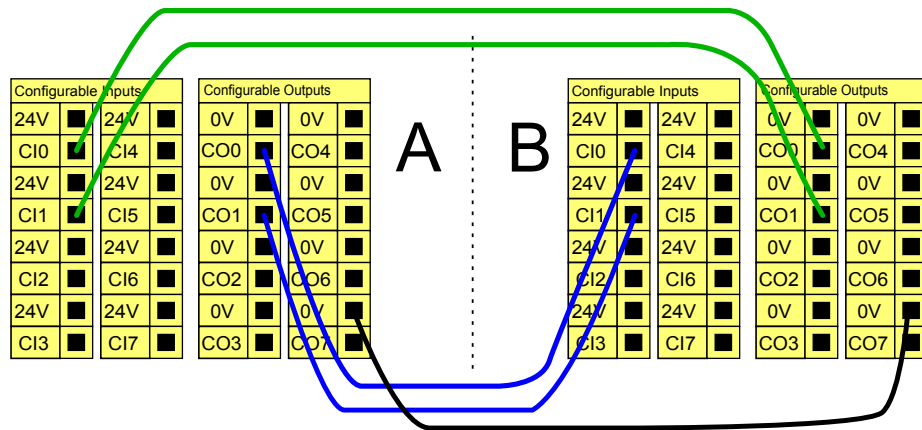 Configurable Inputs
24V 24V
CI0 CI4
24V 24V
CI1 CI5
24V 24V
CI2 CI6
24V 24V
CI3 CI7
Configurable Outputs
0V 0V
CO0 CO4
0V 0V
CO1 CO5
0V 0V
CO2 CO6
0V 0V
CO3 CO7
A
B
Configurable Inputs
24V 24V
CI0 CI4
24V 24V
CI1 CI5
24V 24V
CI2 CI6
24V 24V
CI3 CI7
Configurable Outputs
0V 0V
CO0 CO4
0V 0V
CO1 CO5
0V 0V
CO2 CO6
0V 0V
CO3 CO7